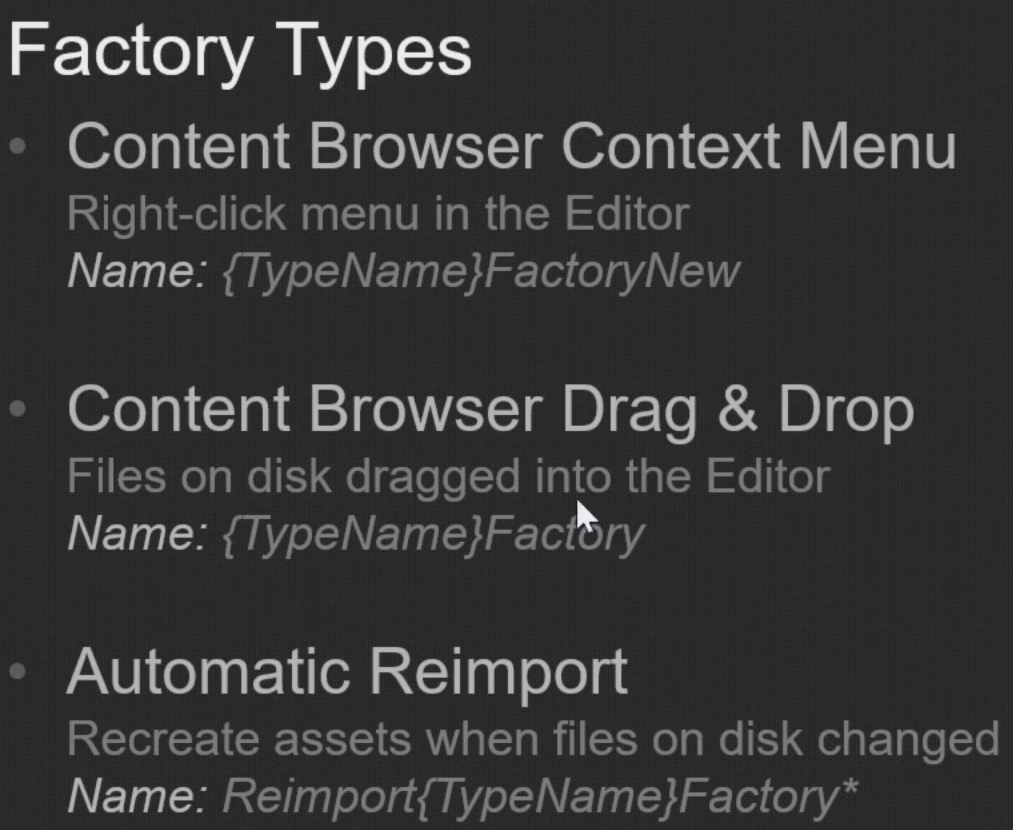 Factory Types
• Content Browser Context Menu
Right-click menu in the Editor
Name: {TypeName}FactoryNew
• Content Browser Drag & Drop
Files on disk dragged into the Editor
Name: {TypeName}Factory
• Automatic Reimport
Recreate assets when files on disk changed
Name: Reimport{TypeName}Factory*